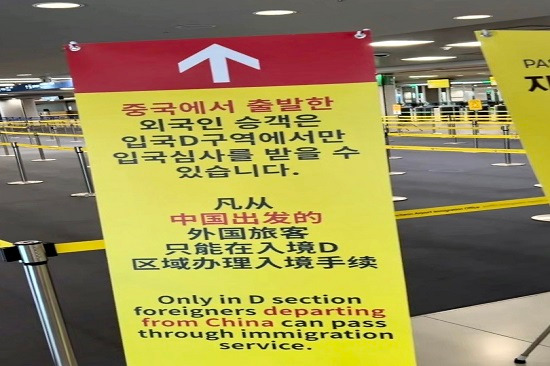 중국에서 출발한
외국인 승객은
입국D구역에서만
입국심사를 받을 수
있습니다.
凡从
中国出发的
外国旅客
只能在入境D
区域办理入境手续
Only in D section
foreigners departing
from China can pass
through immigration
service.
PAS